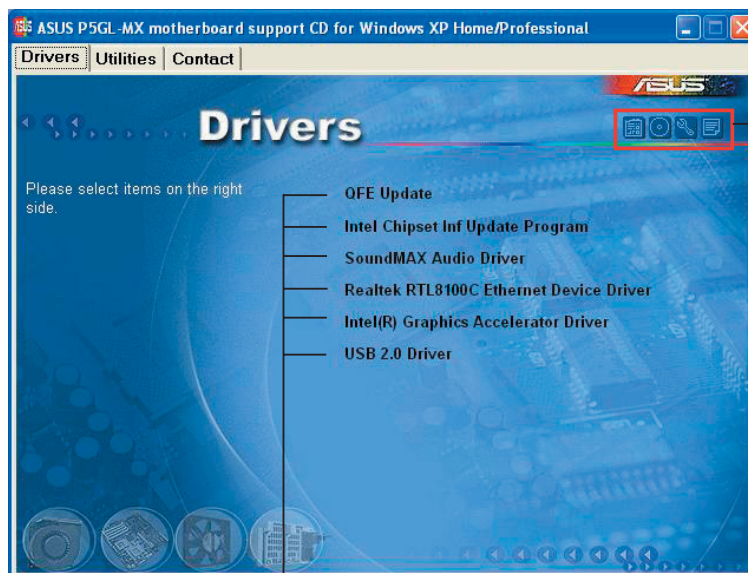 ASUS P5GL-MX motherboard support CD for Windows XP Home/Professional
Drivers Utilities Contact
ASUS
Drivers
Please select items on the right
side.
QFE Update
Intel Chipset Inf Update Program
SoundMAX Audio Driver
Realtek RTL8100C Ethernet Device Driver
Intel(R) Graphics Accelerator Driver
USB 2.0 Driver